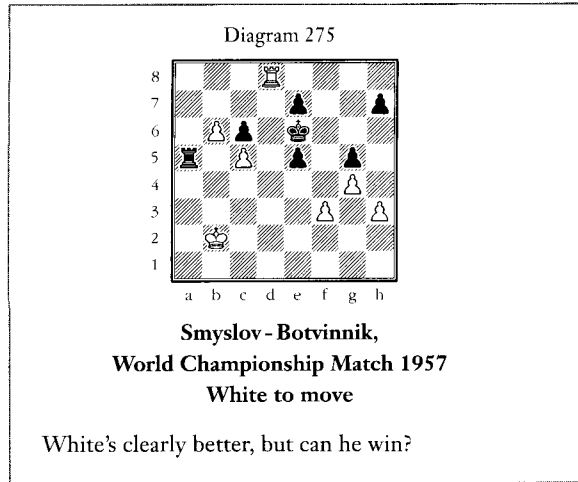 Diagram 275
8
7
6
5
4
3
2
1
a b c d e f g h
Smyslov - Botvinnik,
World Championship Match 1957
White to move
White's clearly better, but can he win?